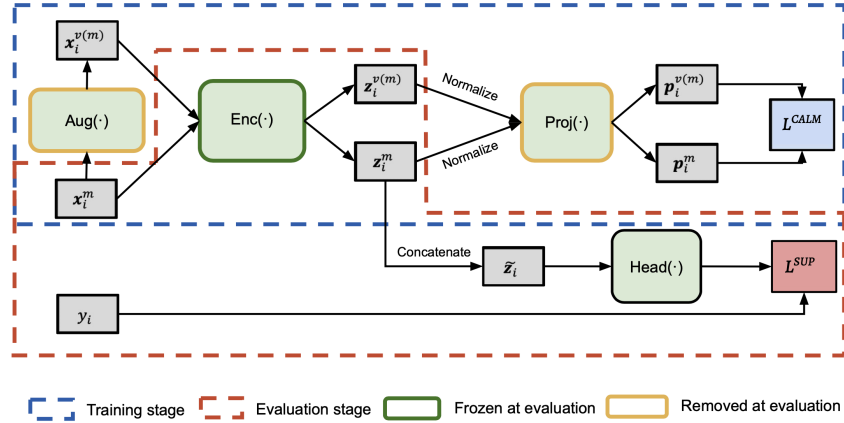 x_i^{v(m)}
Aug(·)
x_i^m
Enc(·)
z_i^{v(m)}
z_i^m
Normalize
Normalize
Proj(·)
p_i^{v(m)}
p_i^m
L^{CALM}
Concatenate
z̃_i
Head(·)
L^{SUP}
y_i
Training stage
Evaluation stage
Frozen at evaluation
Removed at evaluation